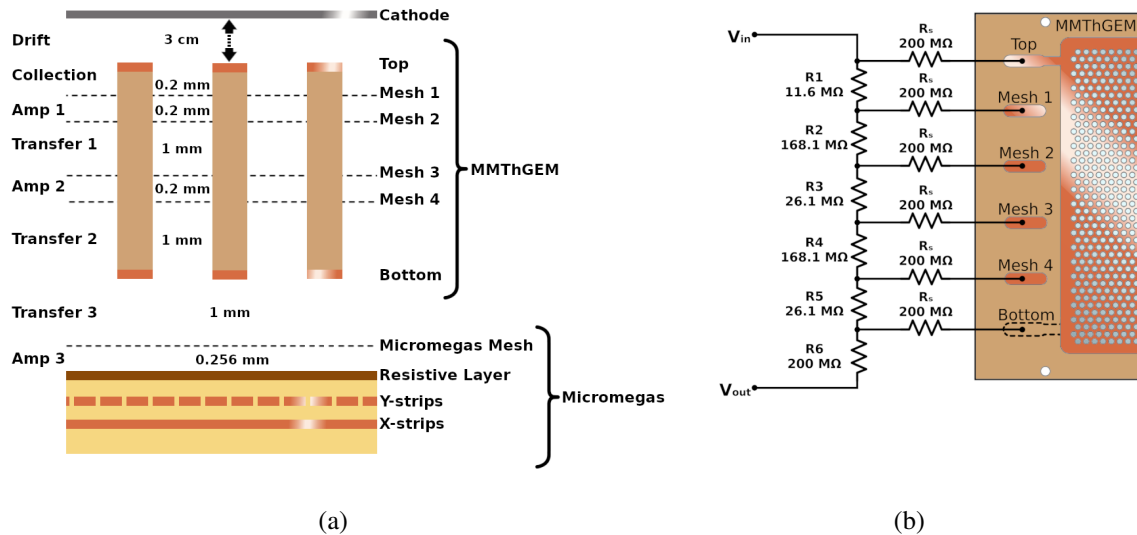 Cathode
Drift
3 cm
Collection
0.2 mm
Top
Mesh 1
Amp 1
0.2 mm
Mesh 2
Transfer 1
1 mm
Mesh 3
Amp 2
0.2 mm
Mesh 4
MMThGEM
Transfer 2
1 mm
Bottom
Transfer 3
1 mm
Micromegas Mesh
Amp 3
0.256 mm
Resistive Layer
Y-strips
Micromegas
X-strips
(a)
Vin
Rs
200 MΩ
R1
11.6 MΩ
Rs
200 MΩ
R2
168.1 MΩ
Rs
200 MΩ
R3
26.1 MΩ
Rs
200 MΩ
R4
168.1 MΩ
Rs
200 MΩ
R5
26.1 MΩ
Rs
200 MΩ
R6
200 MΩ
Vout
MMThGEM
Top
Mesh 1
Mesh 2
Mesh 3
Mesh 4
Bottom
(b)